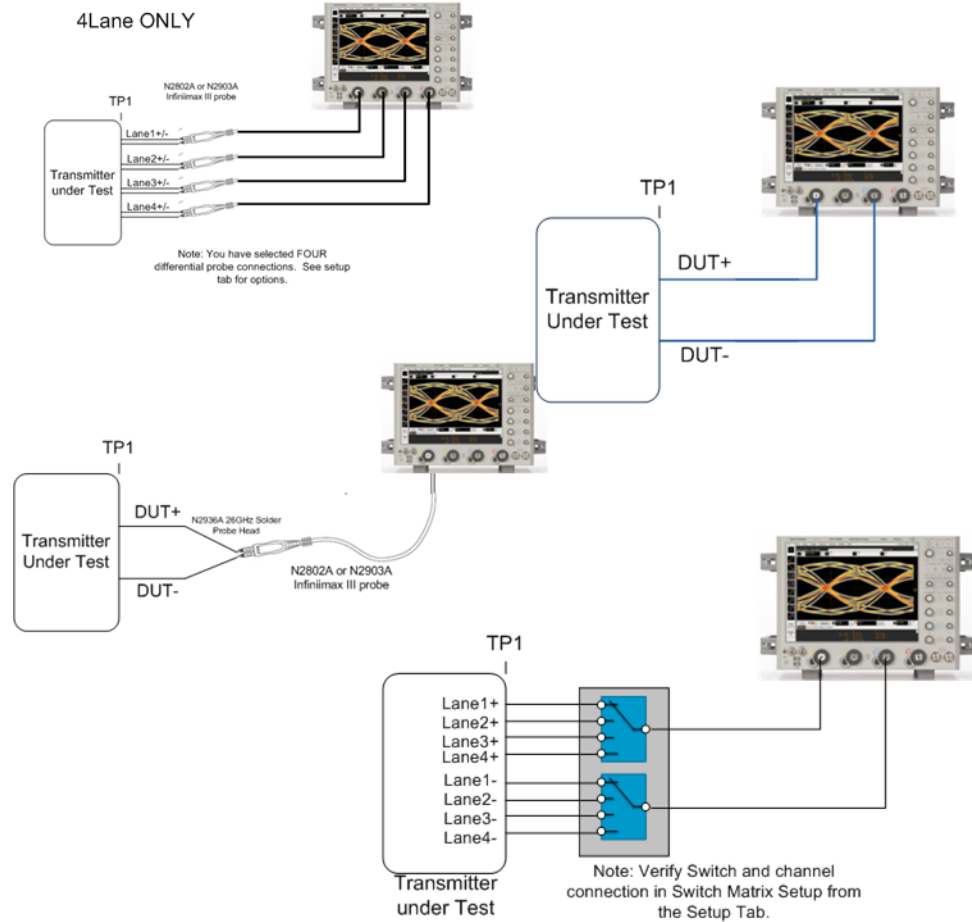 4Lane ONLY
N2802A or N2903A
Infiniimax III probe
TP1
Lane1+/-
Lane2+/-
Lane3+/-
Lane4+/-
Transmitter
under Test
Note: You have selected FOUR
differential probe connections. See setup
tab for options.
TP1
DUT+
Transmitter
Under Test
DUT-
TP1
DUT+
N2936A 26GHz Solder
Probe Head
Transmitter
Under Test
DUT-
N2802A or N2903A
Infiniimax III probe
TP1
Lane1+
Lane2+
Lane3+
Lane4+
Lane1-
Lane2-
Lane3-
Lane4-
Transmitter
under Test
Note: Verify Switch and channel
connection in Switch Matrix Setup from
the Setup Tab.